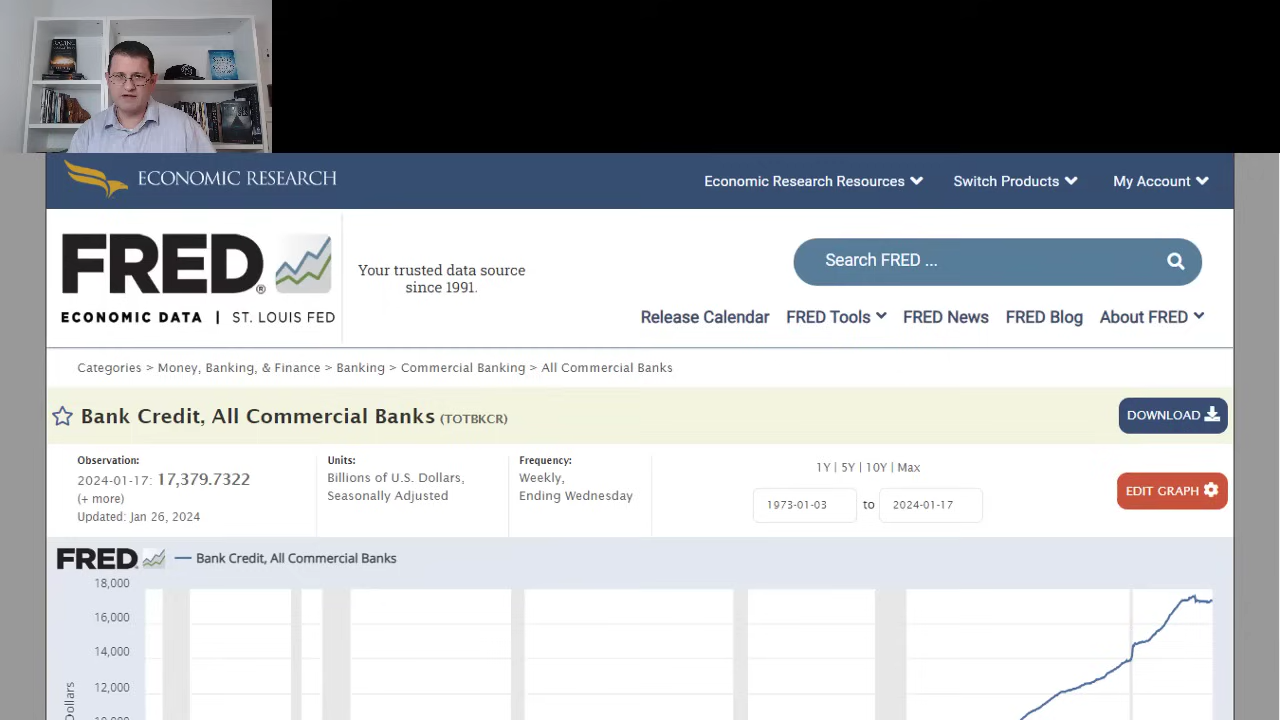 ECONOMIC RESEARCH
Economic Research Resources
Switch Products
My Account
FRED®
ECONOMIC DATA | ST. LOUIS FED
Your trusted data source
since 1991.
Search FRED ...
Release Calendar
FRED Tools
FRED News
FRED Blog
About FRED
Categories > Money, Banking, & Finance > Banking > Commercial Banking > All Commercial Banks
Bank Credit, All Commercial Banks (TOTBKCR)
DOWNLOAD
Observation:
2024-01-17: 17,379.7322
(+ more)
Updated: Jan 26, 2024
Units:
Billions of U.S. Dollars,
Seasonally Adjusted
Frequency:
Weekly,
Ending Wednesday
1Y | 5Y | 10Y | Max
1973-01-03 to 2024-01-17
EDIT GRAPH
FRED
Bank Credit, All Commercial Banks
18,000
16,000
14,000
12,000
Dollars